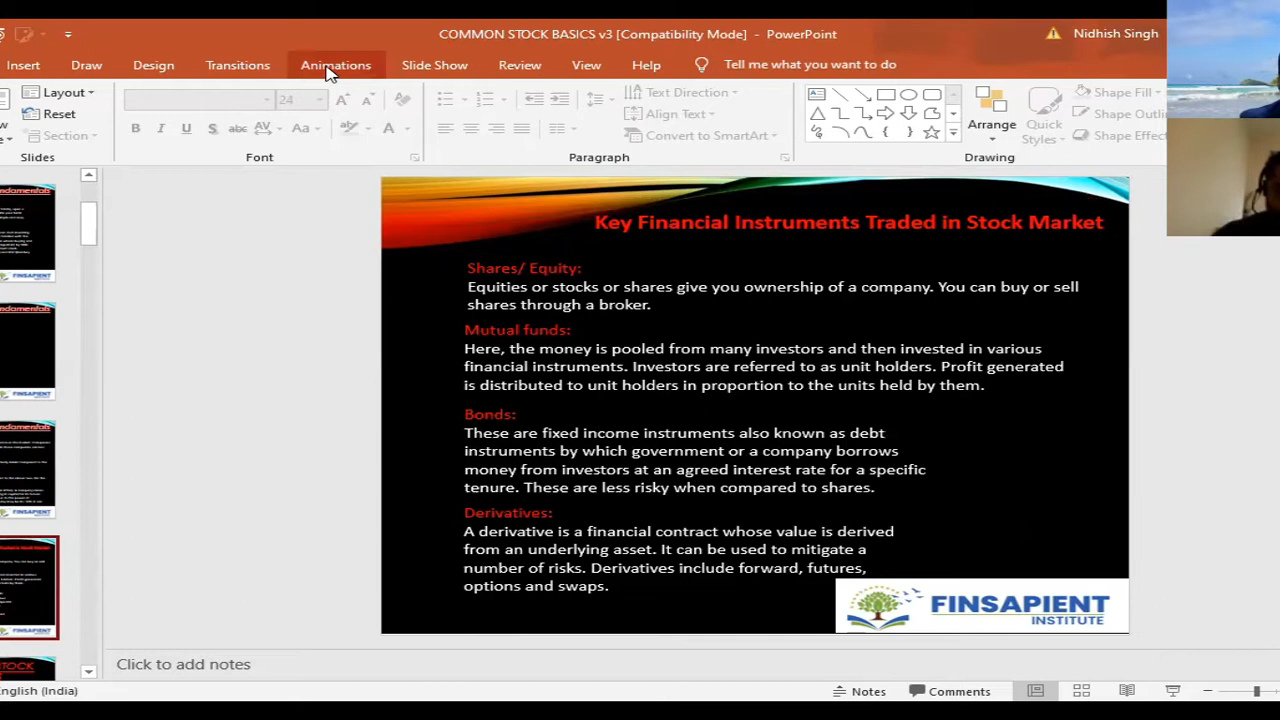 COMMON STOCK BASICS v3 [Compatibility Mode] - PowerPoint
Nidhish Singh
Insert Draw Design Transitions Animations Slide Show Review View Help Tell me what you want to do
Layout
Reset
Section
Slides
24
B I U S abc AV Aa A
Font
Text Direction
Align Text
Convert to SmartArt
Paragraph
Arrange
Quick
Styles
Shape Fill
Shape Outli
Shape Effec
Drawing
Key Financial Instruments Traded in Stock Market
Shares/ Equity:
Equities or stocks or shares give you ownership of a company. You can buy or sell
shares through a broker.
Mutual funds:
Here, the money is pooled from many investors and then invested in various
financial instruments. Investors are referred to as unit holders. Profit generated
is distributed to unit holders in proportion to the units held by them.
Bonds:
These are fixed income instruments also known as debt
instruments by which government or a company borrows
money from investors at an agreed interest rate for a specific
tenure. These are less risky when compared to shares.
Derivatives:
A derivative is a financial contract whose value is derived
from an underlying asset. It can be used to mitigate a
number of risks. Derivatives include forward, futures,
options and swaps.
FINSAPIENT
INSTITUTE
Click to add notes
English (India)
Notes
Comments